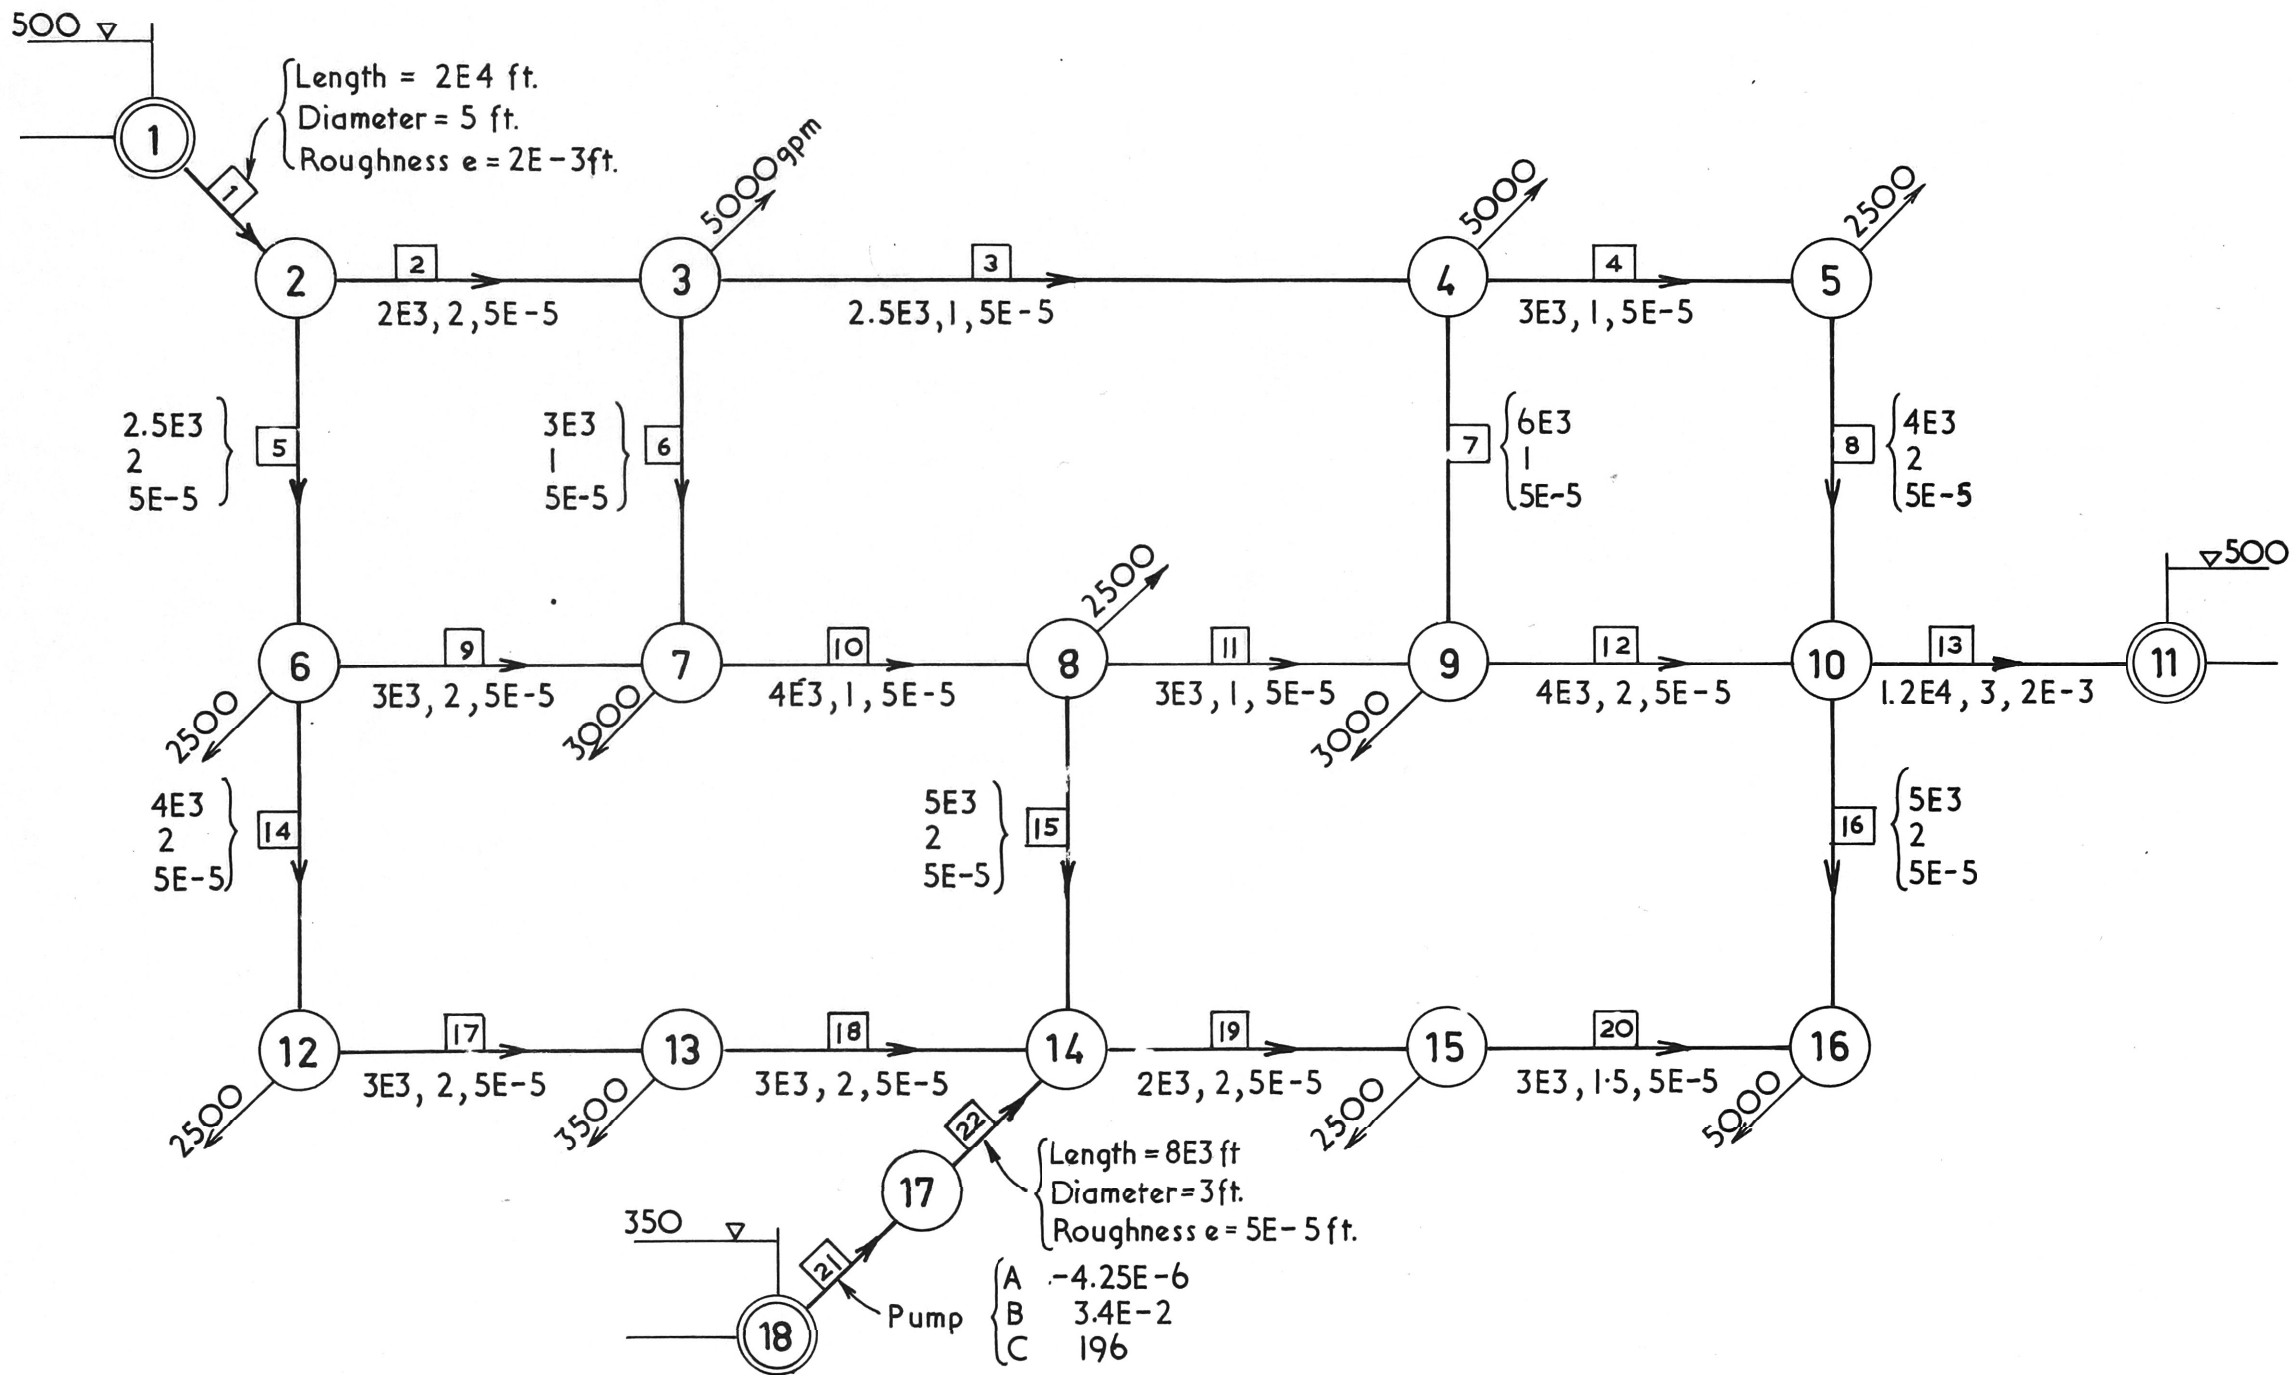 500
Length = 2E4 ft.
Diameter = 5 ft.
Roughness e = 2E-3ft.
1
1
5000gpm
5000
2500
2
2
3
3
4
4
5
2E3, 2, 5E-5
2.5E3, 1, 5E-5
3E3, 1, 5E-5
2.5E3
2
5E-5
5
3E3
1
5E-5
6
7
6E3
1
5E-5
8
4E3
2
5E-5
500
2500
6
9
7
10
8
11
9
12
10
13
11
3E3, 2, 5E-5
4E3, 1, 5E-5
3E3, 1, 5E-5
4E3, 2, 5E-5
1.2E4, 3, 2E-3
2500
3000
3000
4E3
2
5E-5
14
5E3
2
5E-5
15
16
5E3
2
5E-5
12
17
13
18
14
19
15
20
16
3E3, 2, 5E-5
3E3, 2, 5E-5
2E3, 2, 5E-5
3E3, 1·5, 5E-5
2500
3500
2500
5000
22
Length = 8E3 ft
Diameter = 3ft.
Roughness e = 5E-5 ft.
17
350
21
18
Pump
A -4.25E-6
B 3.4E-2
C 196